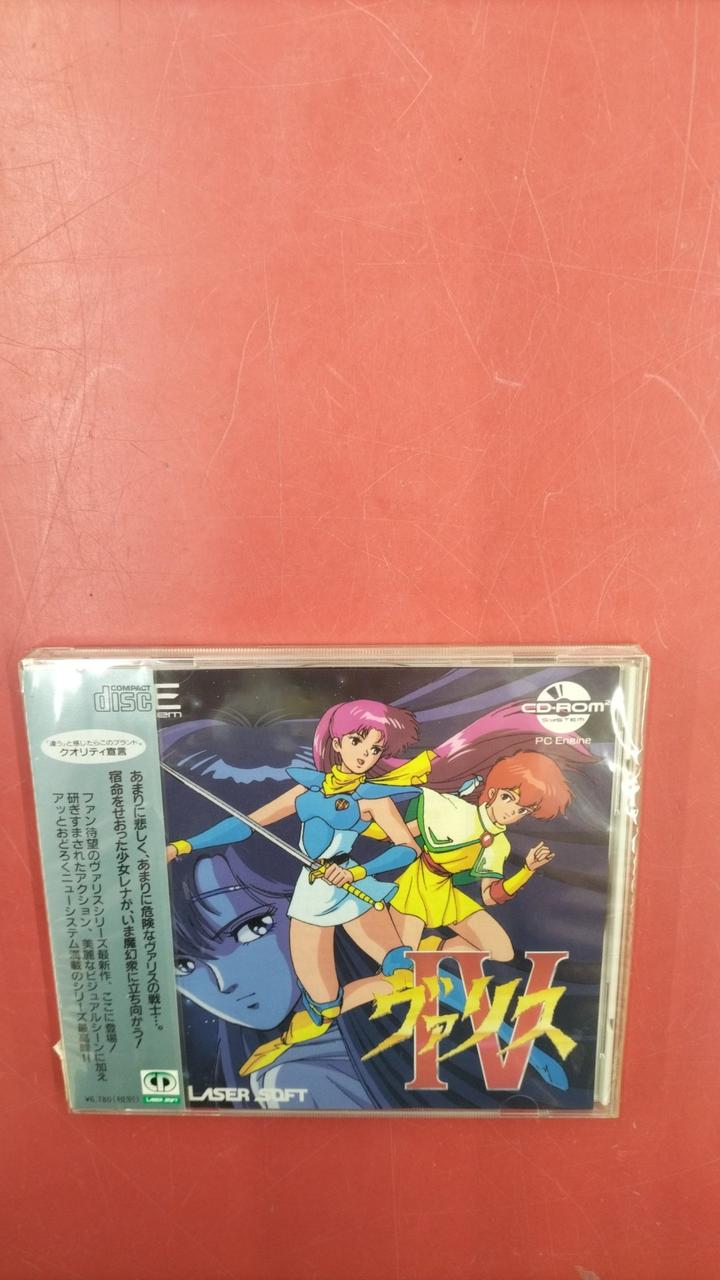 COMPACT
disc
E
em
「違う」と感じたらこのブランド。
クオリティ宣言
あまりに悲しく、あまりに危険なヴァリスの戦士…。
宿命をせおった少女レナが、いま魔幻衆に立ち向かう!
ファン待望のヴァリスシリーズ最新作、ここに登場!
研ぎすまされたアクション、美麗なビジュアルシーンに加え
アッとおどろくニューシステム満載のシリーズ最高峰!!
¥6,780(税別)
CD
LASER SOFT
CD-ROM²
SYSTEM
PC Engine
ヴァリス
IV
LASER SOFT